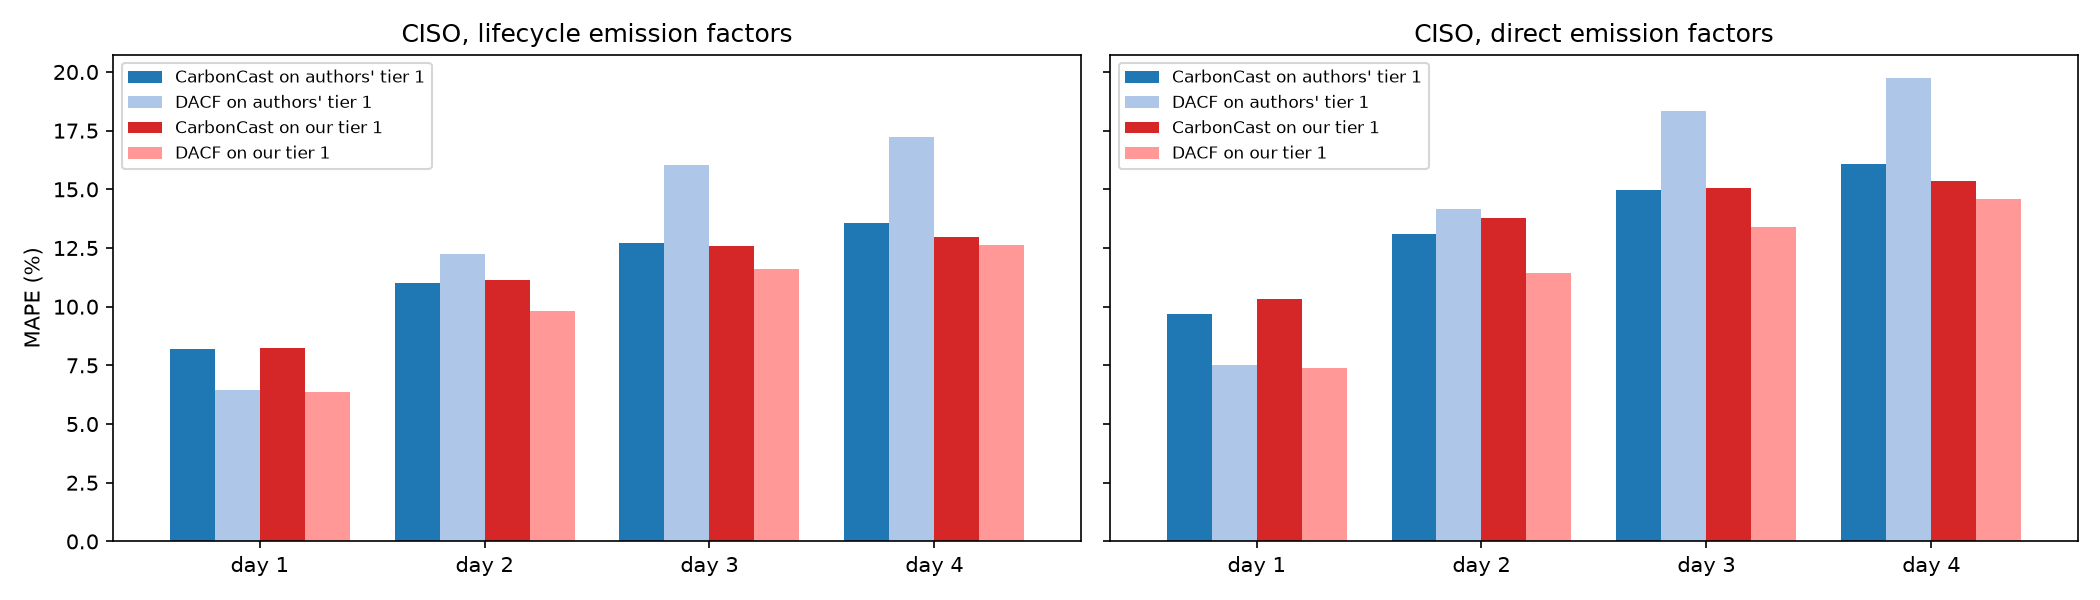 CISO, lifecycle emission factors
MAPE (%)
20.0
17.5
15.0
12.5
10.0
7.5
5.0
2.5
0.0
CarbonCast on authors' tier 1
DACF on authors' tier 1
CarbonCast on our tier 1
DACF on our tier 1
day 1 day 2 day 3 day 4
CISO, direct emission factors
CarbonCast on authors' tier 1
DACF on authors' tier 1
CarbonCast on our tier 1
DACF on our tier 1
day 1 day 2 day 3 day 4